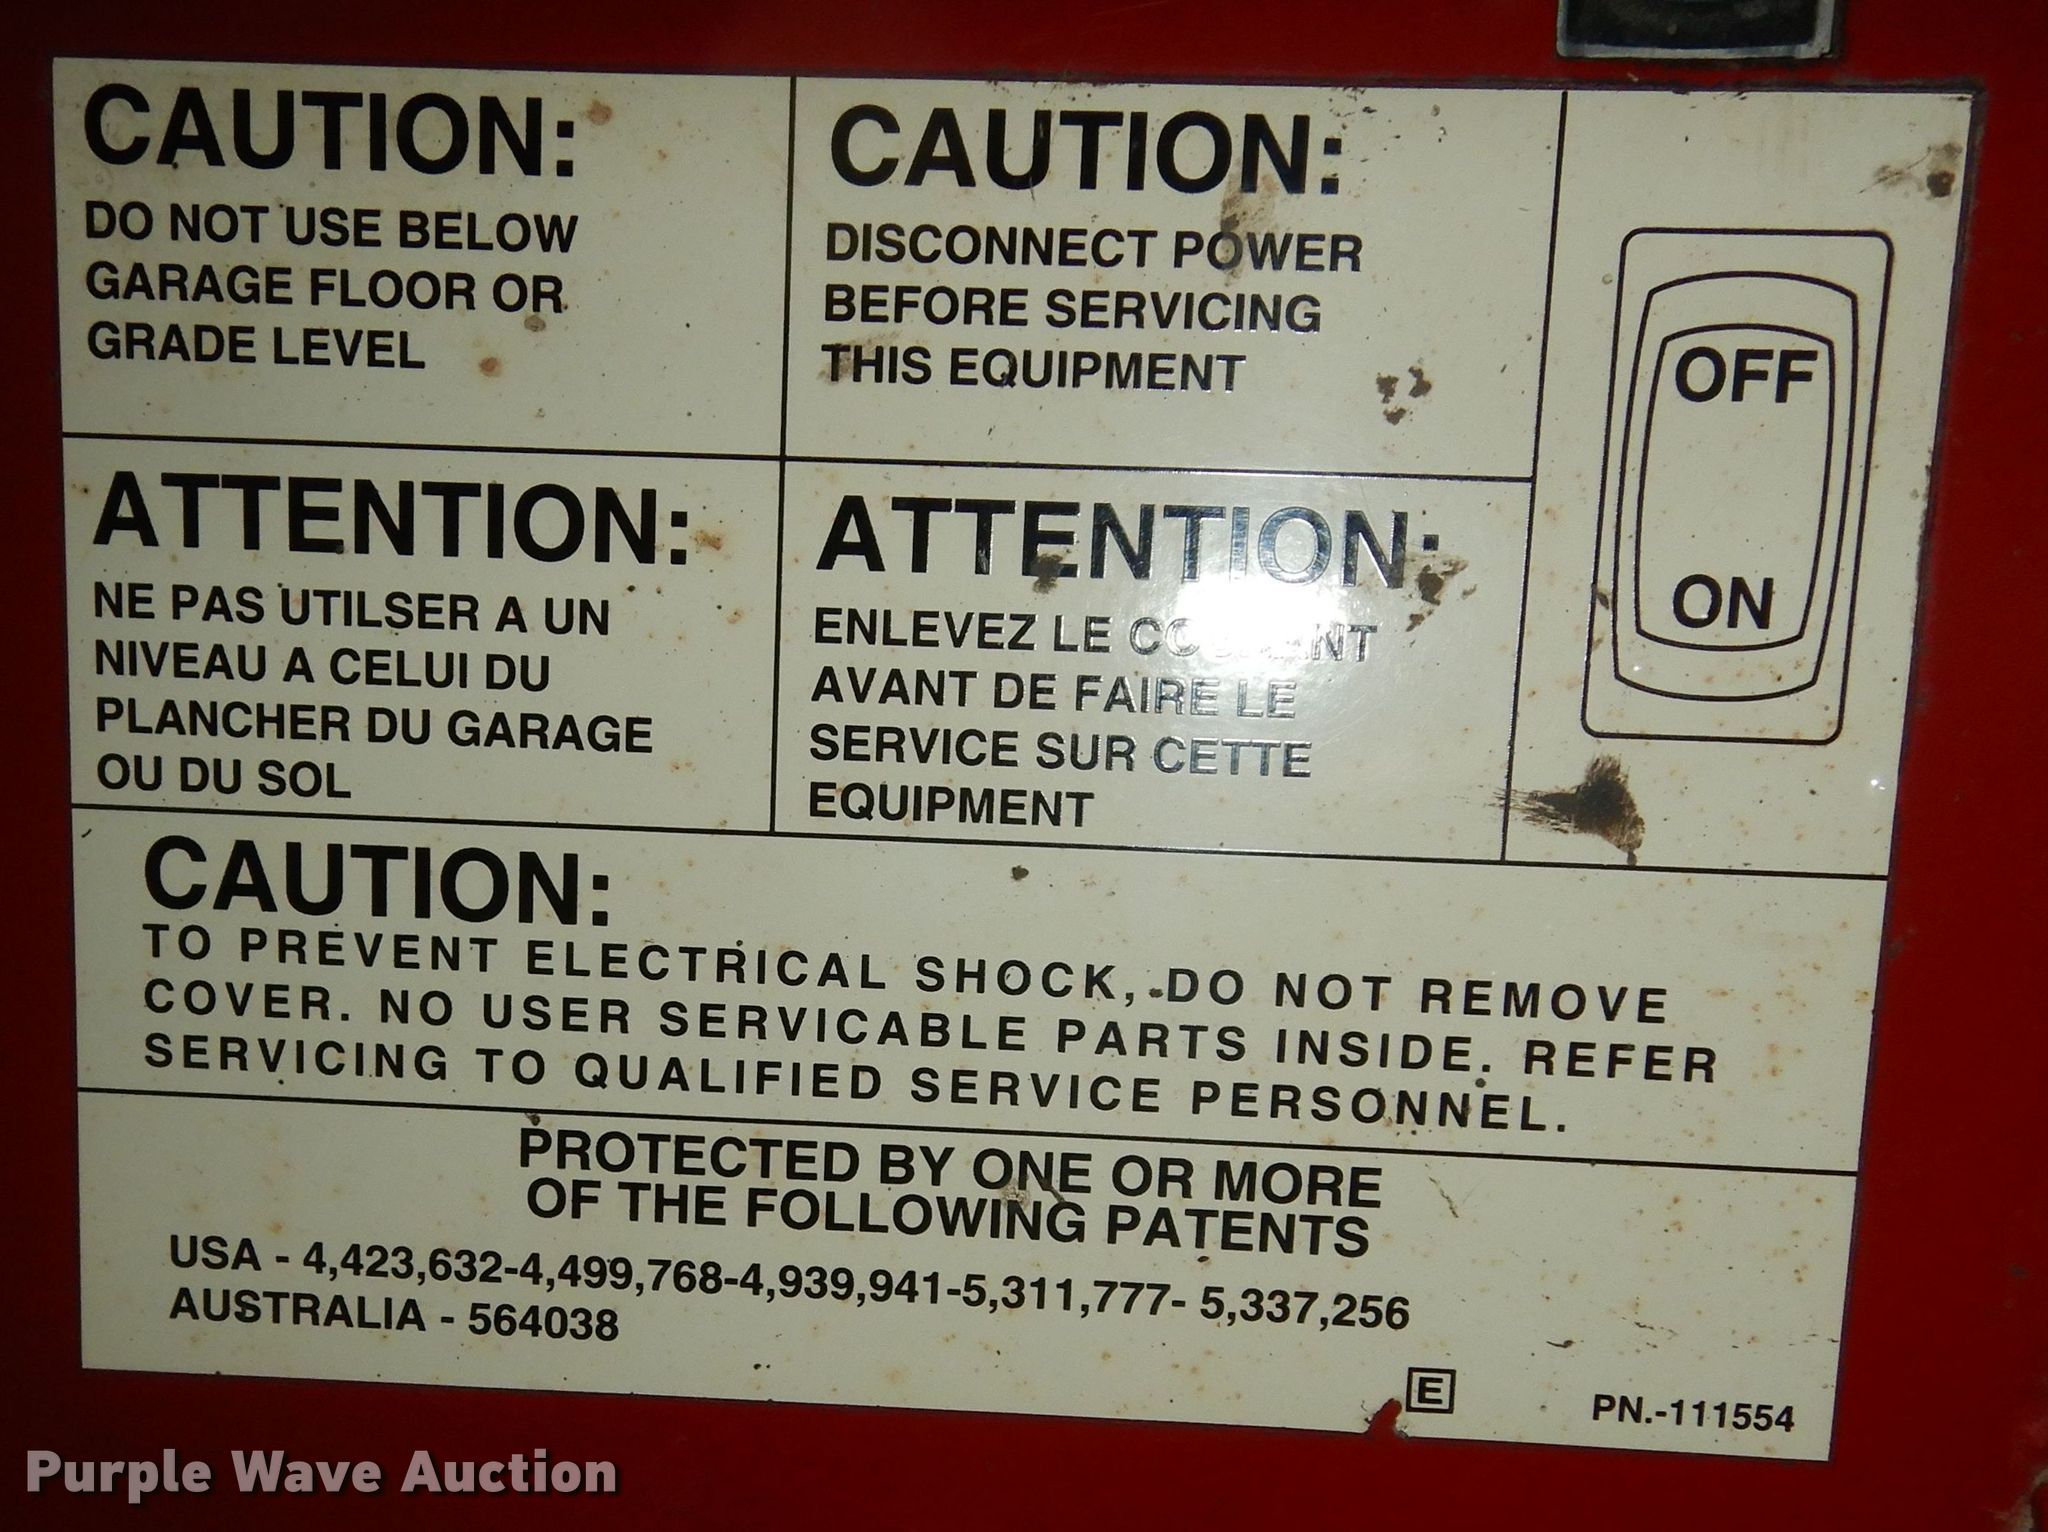 CAUTION:
DO NOT USE BELOW
GARAGE FLOOR OR
GRADE LEVEL
CAUTION:
DISCONNECT POWER
BEFORE SERVICING
THIS EQUIPMENT
OFF
ON
ATTENTION:
NE PAS UTILSER A UN
NIVEAU A CELUI DU
PLANCHER DU GARAGE
OU DU SOL
ATTENTION:
ENLEVEZ LE COURANT
AVANT DE FAIRE LE
SERVICE SUR CETTE
EQUIPMENT
CAUTION:
TO PREVENT ELECTRICAL SHOCK, DO NOT REMOVE
COVER. NO USER SERVICABLE PARTS INSIDE. REFER
SERVICING TO QUALIFIED SERVICE PERSONNEL.
PROTECTED BY ONE OR MORE
OF THE FOLLOWING PATENTS
USA - 4,423,632-4,499,768-4,939,941-5,311,777- 5,337,256
AUSTRALIA - 564038
E
PN.-111554
Purple Wave Auction